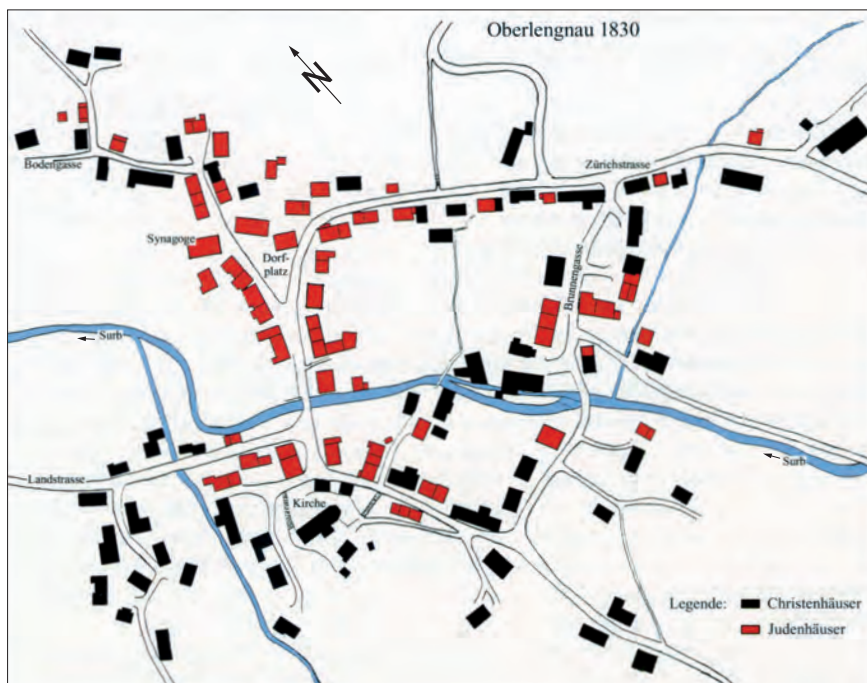 Oberlengnau 1830
N
Bodengasse
Zürichstrasse
Synagoge
Dorf-
platz
Brunnengasse
Surb
Surb
Landstrasse
Kirche
Legende:
Christenhäuser
Judenhäuser